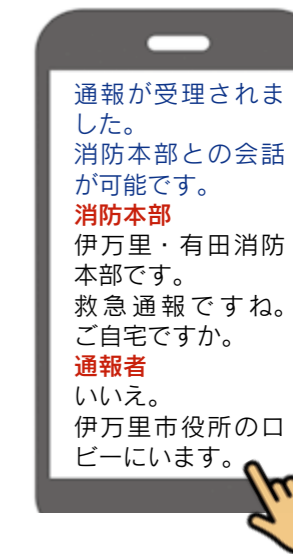 通報が受理されま
した。
消防本部との会話
が可能です。
消防本部
伊万里・有田消防
本部です。
救急通報ですね。
ご自宅ですか。
通報者
いいえ。
伊万里市役所のロ
ビーにいます。